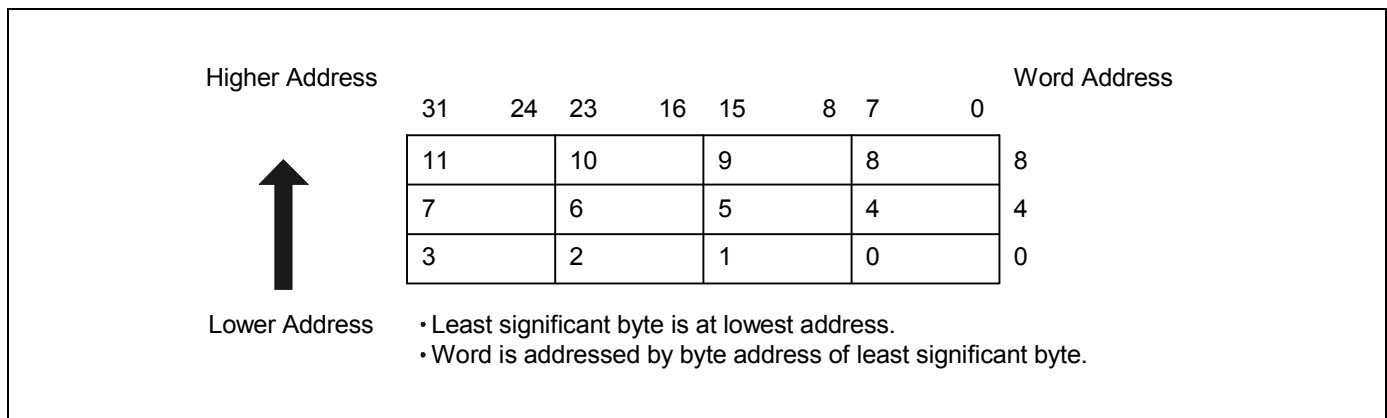 Higher Address Word Address
31 24 23 16 15 8 7 0
11 10 9 8 8
7 6 5 4 4
3 2 1 0 0
Lower Address • Least significant byte is at lowest address.
• Word is addressed by byte address of least significant byte.